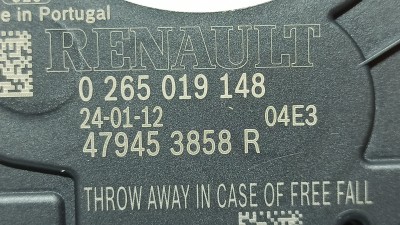 e in Portugal
RENAULT
0 265 019 148
24-01-12 04E3
47945 3858 R
THROW AWAY IN CASE OF FREE FALL